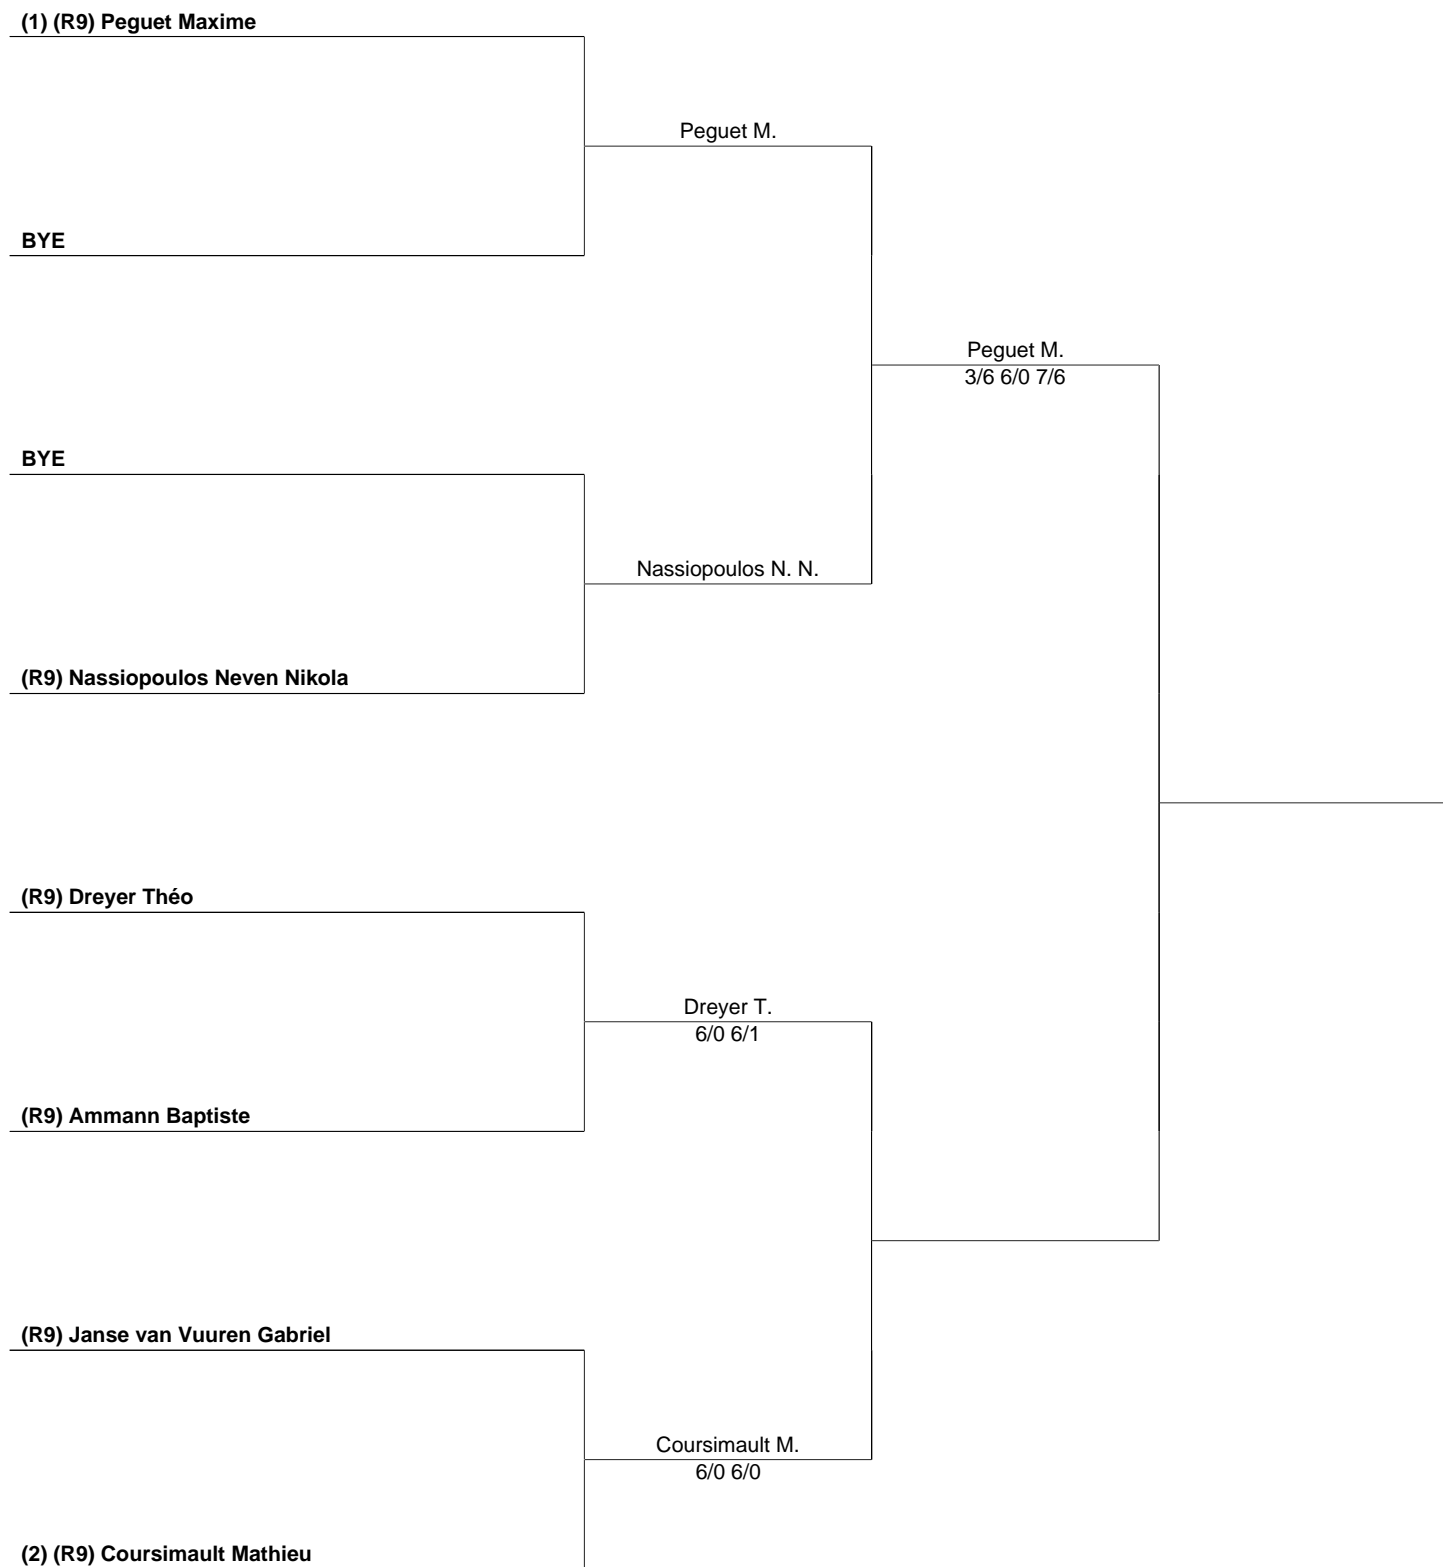 (1) (R9) Peguet Maxime
Peguet M.
BYE
Peguet M.
3/6 6/0 7/6
BYE
Nassiopoulos N. N.
(R9) Nassiopoulos Neven Nikola
(R9) Dreyer Théo
Dreyer T.
6/0 6/1
(R9) Ammann Baptiste
(R9) Janse van Vuuren Gabriel
Coursimault M.
6/0 6/0
(2) (R9) Coursimault Mathieu